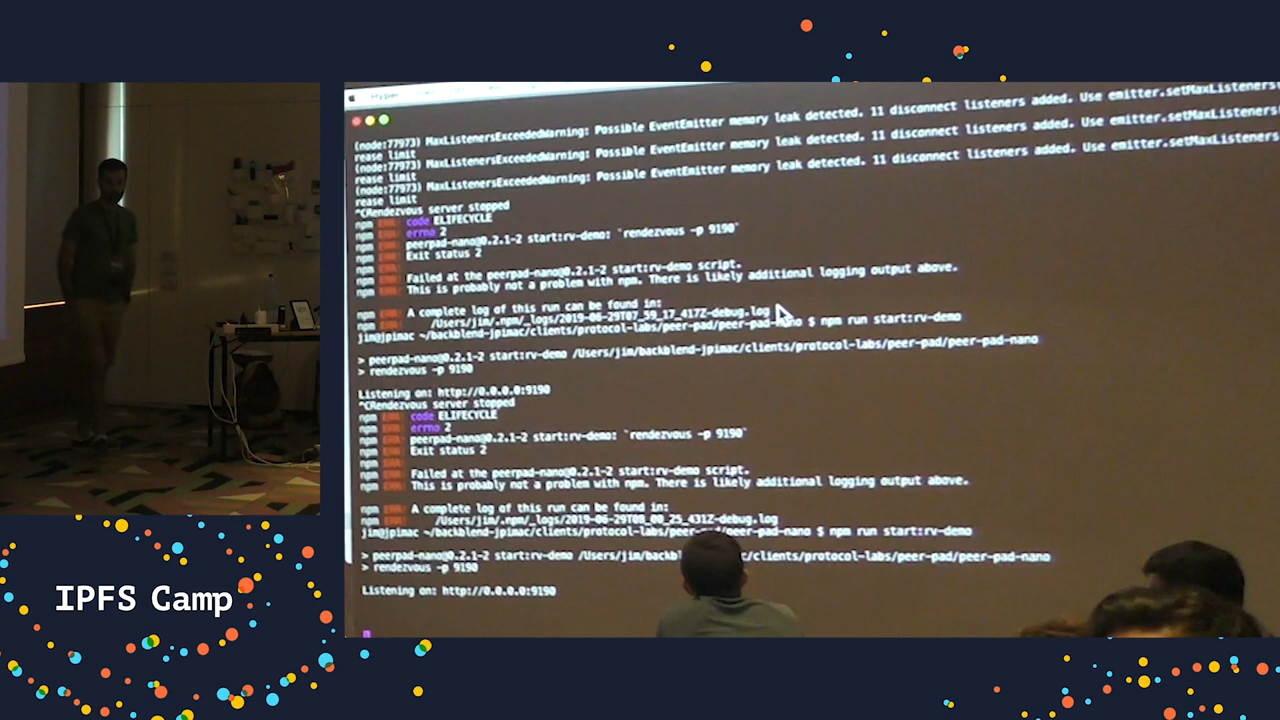 Hyper
(node:77973) MaxListenersExceededWarning: Possible EventEmitter memory leak detected. 11 disconnect listeners added. Use emitter.setMaxListeners
rease limit
(node:77973) MaxListenersExceededWarning: Possible EventEmitter memory leak detected. 11 disconnect listeners added. Use emitter.setMaxListeners
rease limit
(node:77973) MaxListenersExceededWarning: Possible EventEmitter memory leak detected. 11 disconnect listeners added. Use emitter.setMaxListeners
rease limit
^CRendezvous server stopped
npm ERR! code ELIFECYCLE
npm ERR! errno 2
npm ERR! peerpad-nano@0.2.1-2 start:rv-demo: `rendezvous -p 9190`
npm ERR! Exit status 2
npm ERR!
npm ERR! Failed at the peerpad-nano@0.2.1-2 start:rv-demo script.
npm ERR! This is probably not a problem with npm. There is likely additional logging output above.
npm ERR! A complete log of this run can be found in:
npm ERR! /Users/jim/.npm/_logs/2019-06-29T07_59_17_417Z-debug.log
jim@jpimac ~/backblend-jpimac/clients/protocol-labs/peer-pad/peer-pad-nano $ npm run start:rv-demo
> peerpad-nano@0.2.1-2 start:rv-demo /Users/jim/backblend-jpimac/clients/protocol-labs/peer-pad/peer-pad-nano
> rendezvous -p 9190
Listening on: http://0.0.0.0:9190
^CRendezvous server stopped
npm ERR! code ELIFECYCLE
npm ERR! errno 2
npm ERR! peerpad-nano@0.2.1-2 start:rv-demo: `rendezvous -p 9190`
npm ERR! Exit status 2
npm ERR!
npm ERR! Failed at the peerpad-nano@0.2.1-2 start:rv-demo script.
npm ERR! This is probably not a problem with npm. There is likely additional logging output above.
npm ERR! A complete log of this run can be found in:
npm ERR! /Users/jim/.npm/_logs/2019-06-29T08_00_25_431Z-debug.log
jim@jpimac ~/backblend-jpimac/clients/protocol-labs/peer-pad/peer-pad-nano $ npm run start:rv-demo
> peerpad-nano@0.2.1-2 start:rv-demo /Users/jim/backbl c/clients/protocol-labs/peer-pad/peer-pad-nano
> rendezvous -p 9190
Listening on: http://0.0.0.0:9190
IPFS Camp